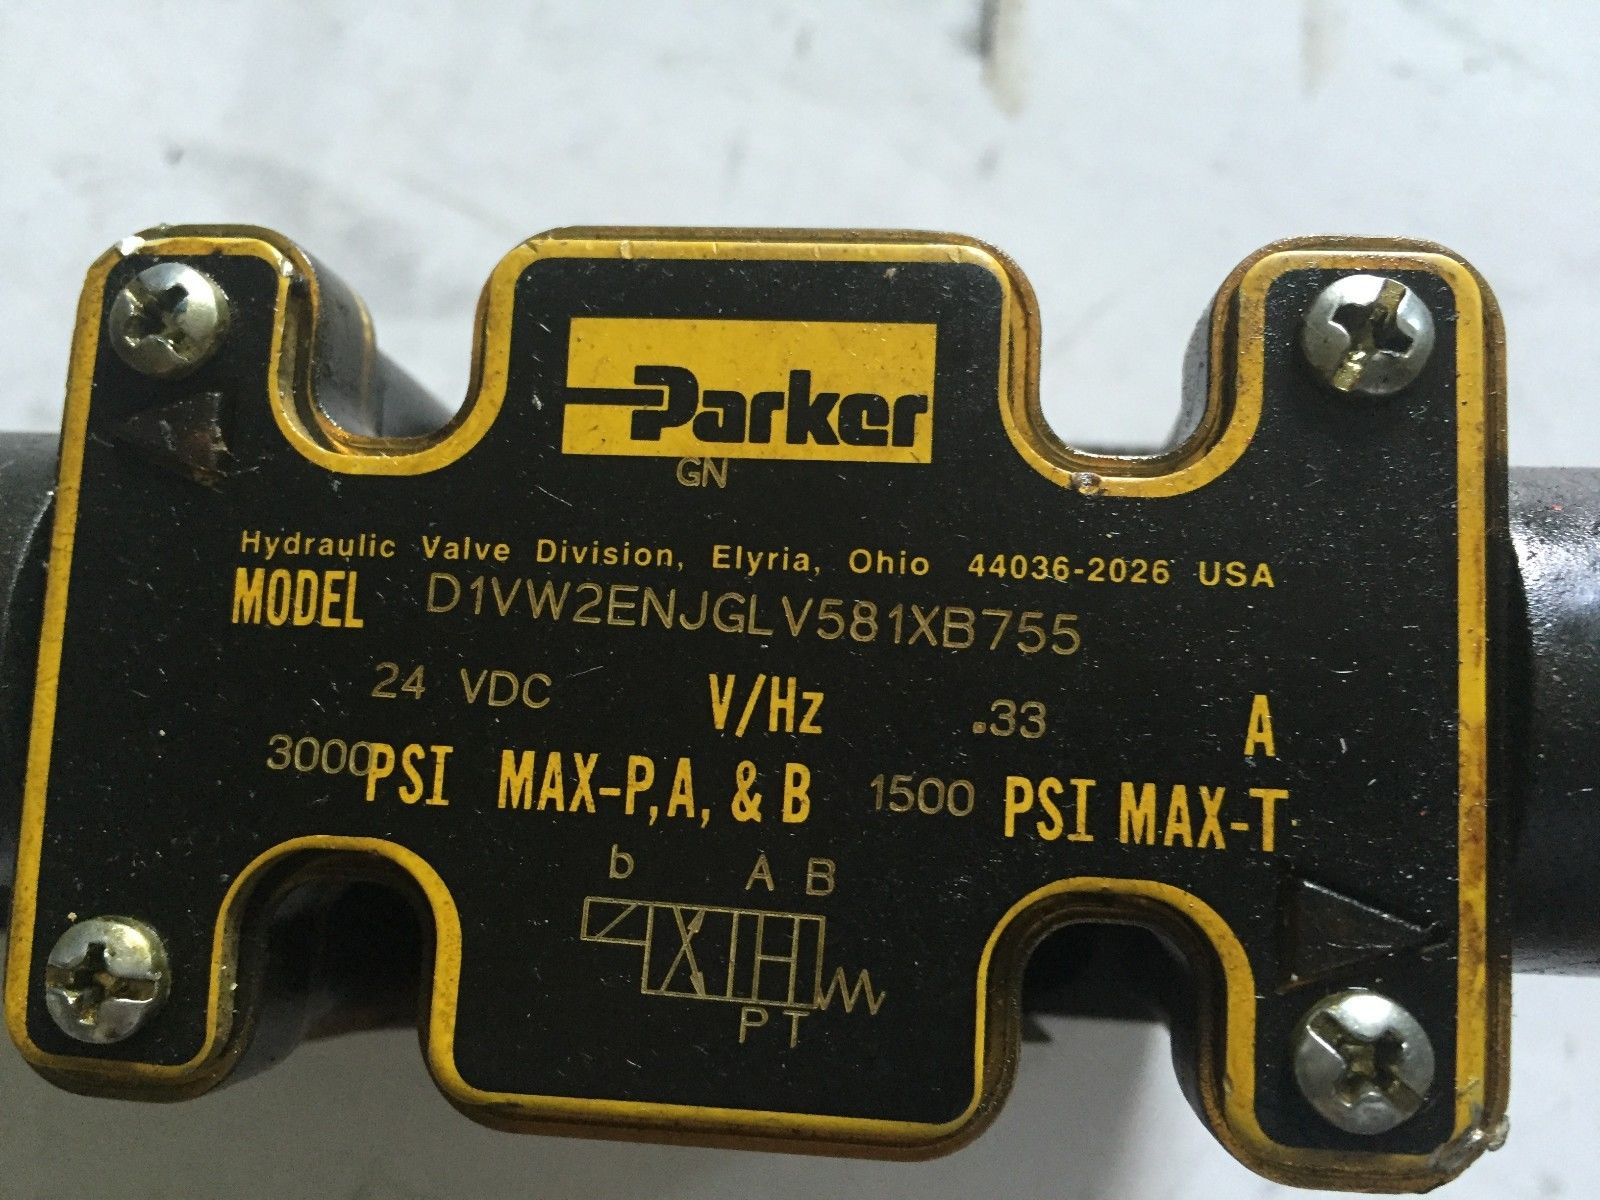 Parker
GN
Hydraulic Valve Division, Elyria, Ohio 44036-2026 USA
MODEL D1VW2ENJGLV581XB755
24 VDC V/Hz .33 A
3000 PSI MAX-P,A, & B 1500 PSI MAX-T
b A B
P T